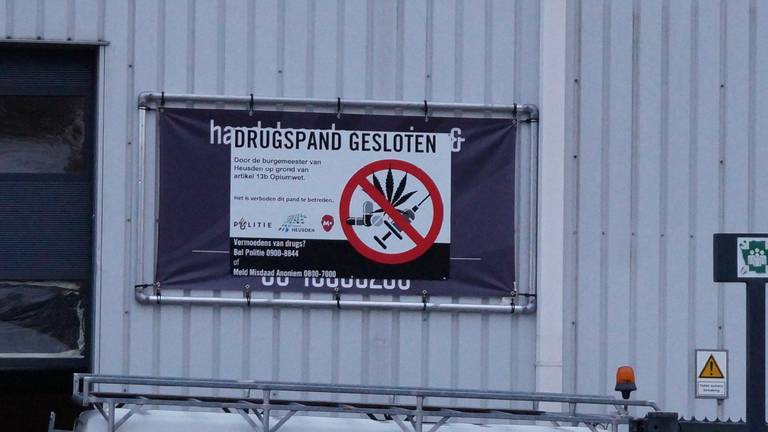 DRUGSPAND GESLOTEN
&
Door de burgemeester van
Heusden op grond van
artikel 13b Opiumwet.
Het is verboden dit pand te betreden.
POLITIE
HEUSDEN
M.
Vermoedens van drugs?
Bel Politie 0900-8844
of
Meld Misdaad Anoniem 0800-7000